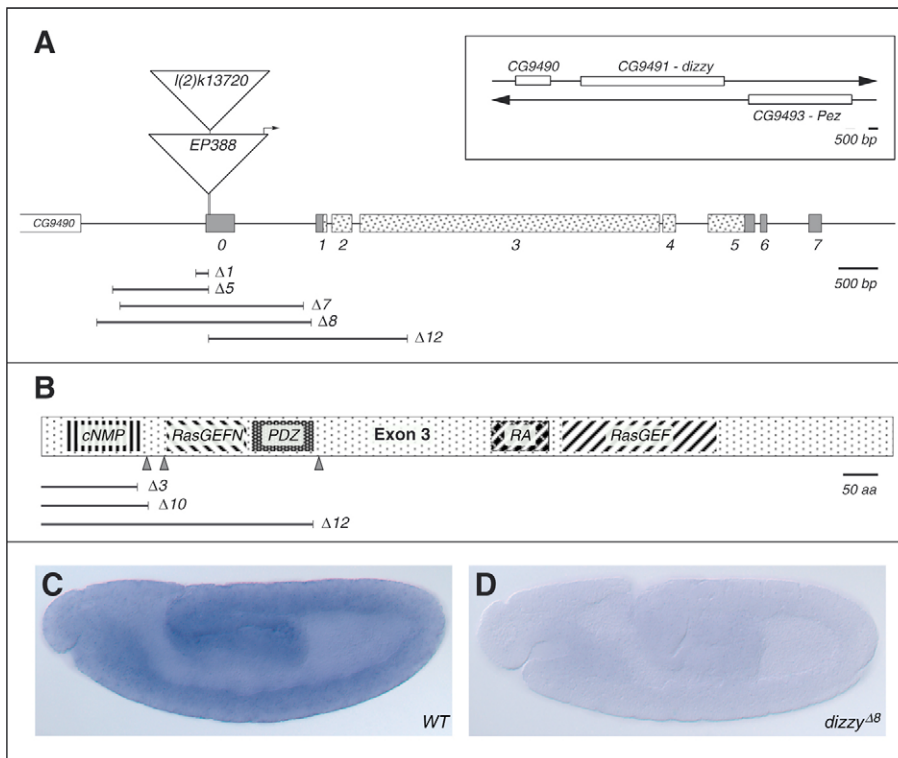 A
l(2)k13720
EP388
CG9490
CG9491 - dizzy
CG9493 - Pez
500 bp
CG9490
0
1
2
3
4
5
6
7
500 bp
Δ1
Δ5
Δ7
Δ8
Δ12
B
cNMP
RasGEFN
PDZ
Exon 3
RA
RasGEF
50 aa
Δ3
Δ10
Δ12
C
WT
D
dizzyΔ8